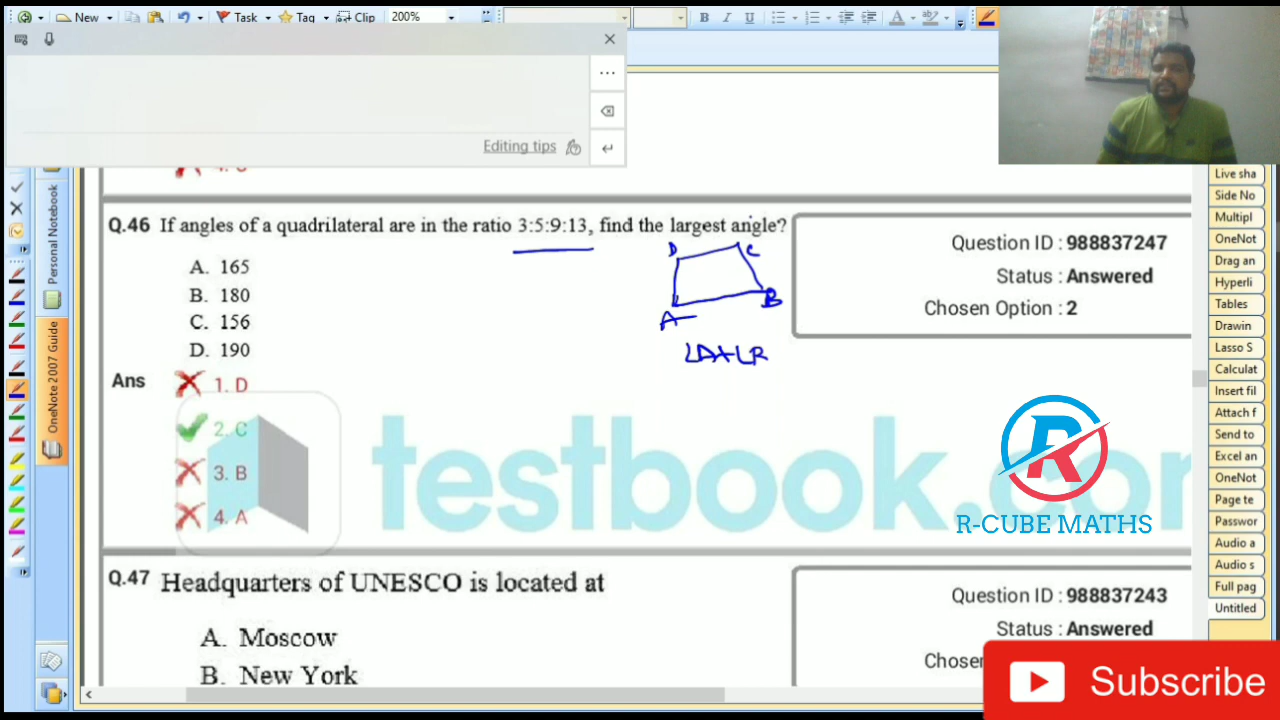 New Task Tag Clip 200% B I U A ab
Editing tips
Live sha
Side No
Multipl
OneNot
Drag an
Hyperli
Tables
Drawin
Lasso S
Calculat
Insert fil
Attach f
Send to
Excel an
OneNot
Page te
Passwor
Audio a
Audio s
Full pag
Untitled
Personal Notebook
OneNote 2007 Guide
Q.46 If angles of a quadrilateral are in the ratio 3:5:9:13, find the largest angle?
A. 165
B. 180
C. 156
D. 190
D C
A B
∠A+∠B
Question ID : 988837247
Status : Answered
Chosen Option : 2
Ans 1. D
2. C
3. B
4. A
testbook.co
R
R-CUBE MATHS
Q.47 Headquarters of UNESCO is located at
A. Moscow
B. New York
Question ID : 988837243
Status : Answered
Chosen
Subscribe